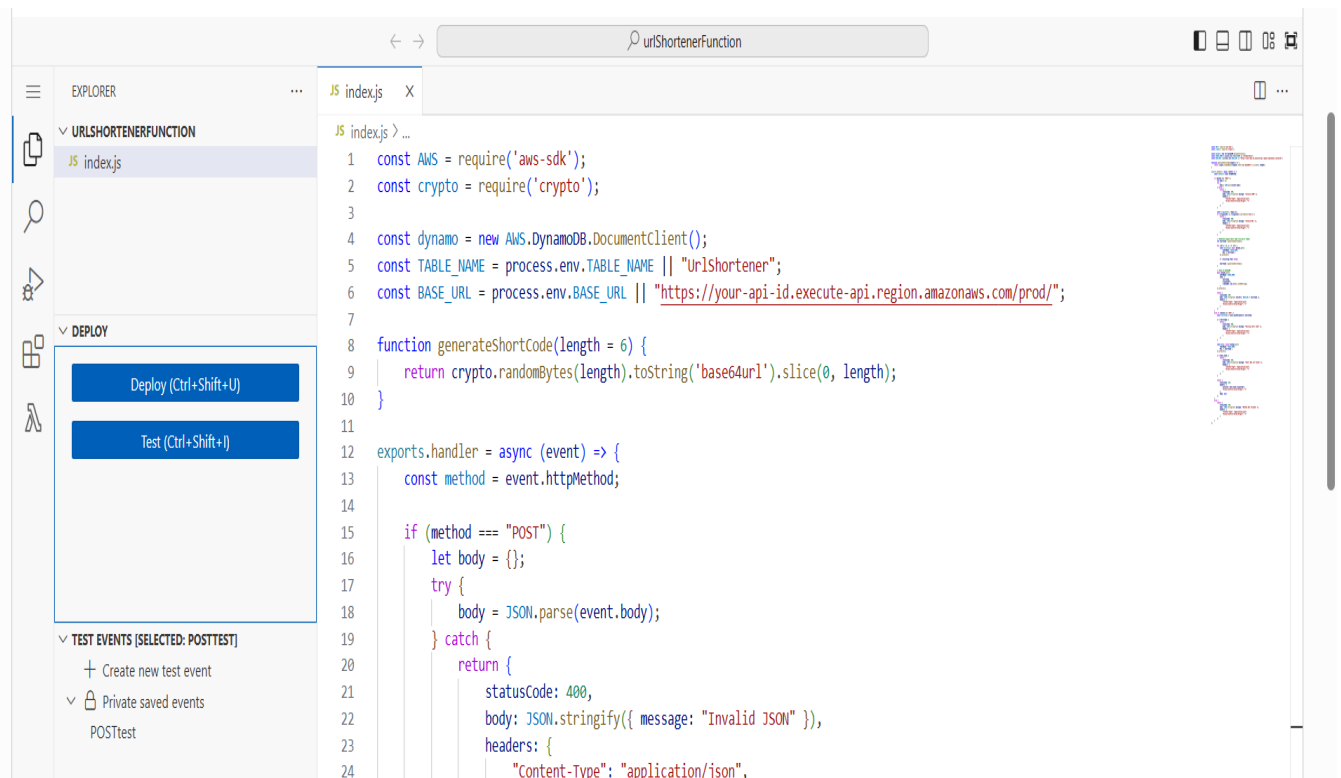 urlShortenerFunction
EXPLORER
URLSHORTENERFUNCTION
JS index.js
DEPLOY
Deploy (Ctrl+Shift+U)
Test (Ctrl+Shift+I)
TEST EVENTS [SELECTED: POSTTEST]
Create new test event
Private saved events
POSTtest
JS index.js X
JS index.js > ...
1 const AWS = require('aws-sdk');
2 const crypto = require('crypto');
3
4 const dynamo = new AWS.DynamoDB.DocumentClient();
5 const TABLE_NAME = process.env.TABLE_NAME || "UrlShortener";
6 const BASE_URL = process.env.BASE_URL || "https://your-api-id.execute-api.region.amazonaws.com/prod/";
7
8 function generateShortCode(length = 6) {
9     return crypto.randomBytes(length).toString('base64url').slice(0, length);
10 }
11
12 exports.handler = async (event) => {
13     const method = event.httpMethod;
14
15     if (method === "POST") {
16         let body = {};
17         try {
18             body = JSON.parse(event.body);
19         } catch {
20             return {
21                 statusCode: 400,
22                 body: JSON.stringify({ message: "Invalid JSON" }),
23                 headers: {
24                     "Content-Type": "application/json",